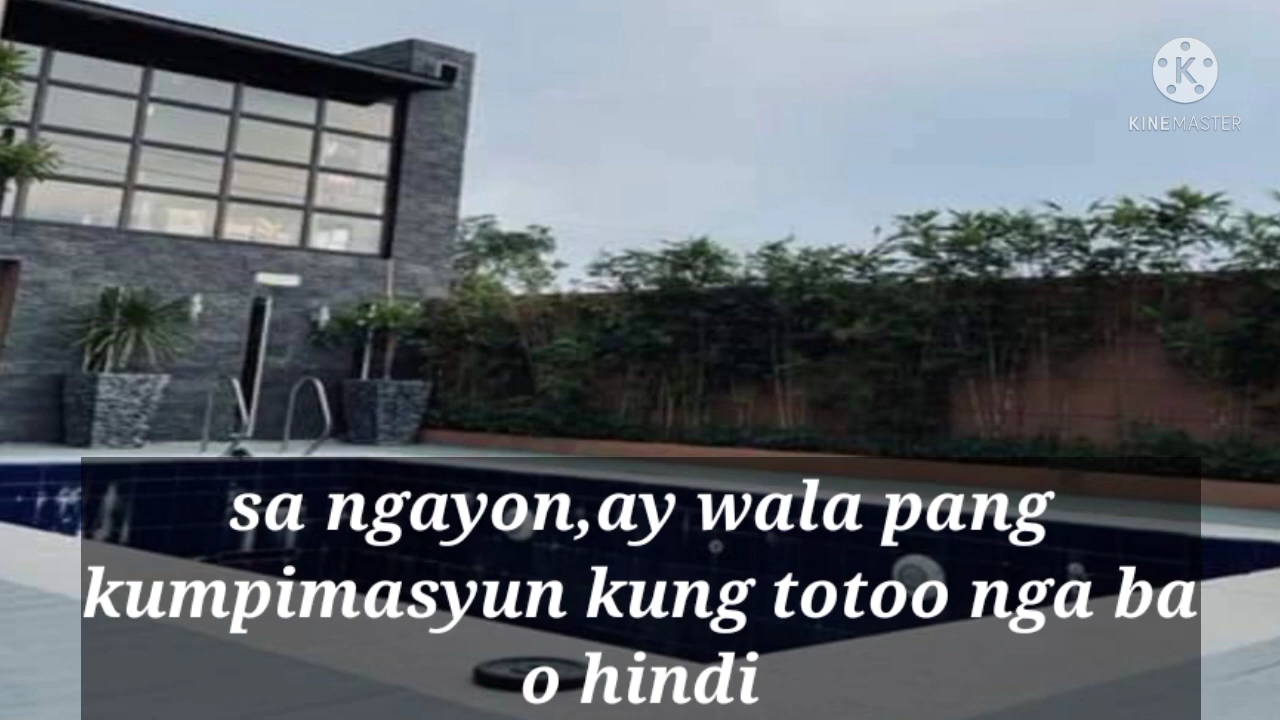 K
KINEMASTER
sa ngayon,ay wala pang
kumpimasyun kung totoo nga ba
o hindi